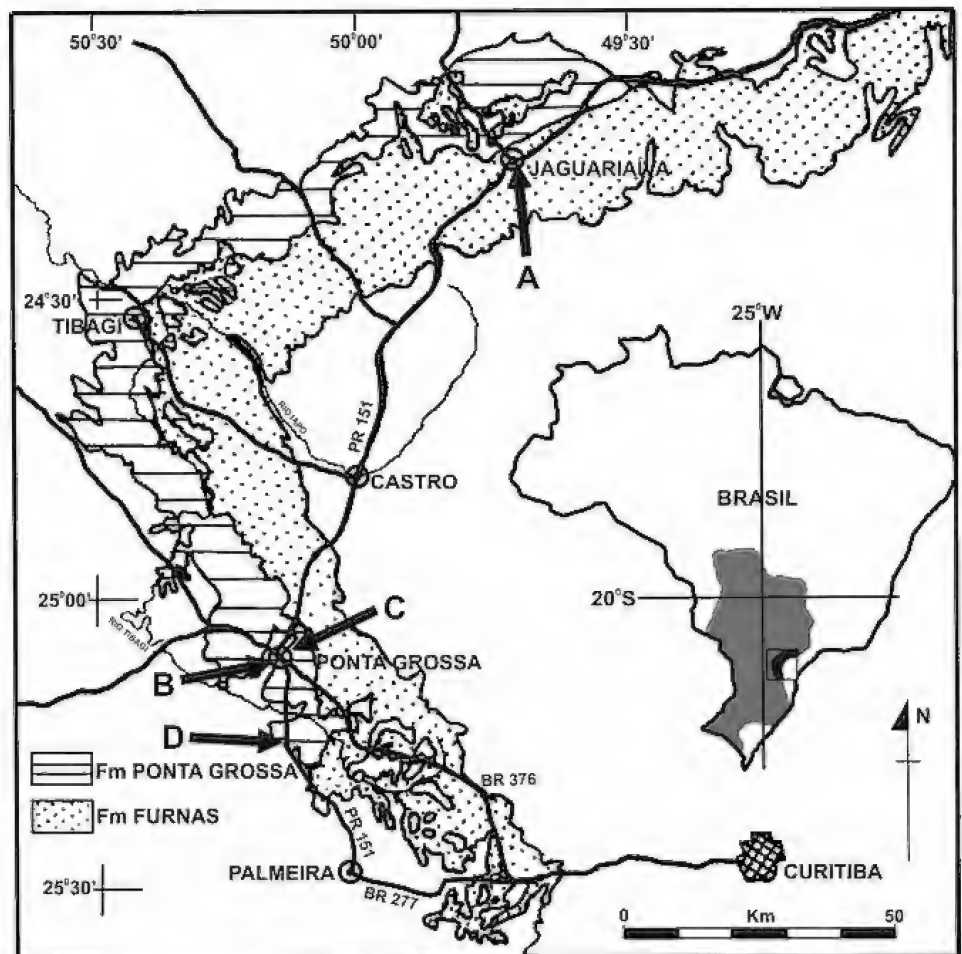 50°30'
50°00'
49°30'
JAGUARIAÍVA
A
24°30'
TIBAGI
25°W
RIO IAPO
PR 151
CASTRO
BRASIL
25°00'
20°S
C
RIO TIBAGI
PONTA GROSSA
B
D
N
Fm PONTA GROSSA
BR 376
Fm FURNAS
PR 151
PALMEIRA
CURITIBA
25°30'
BR 277
0 Km 50